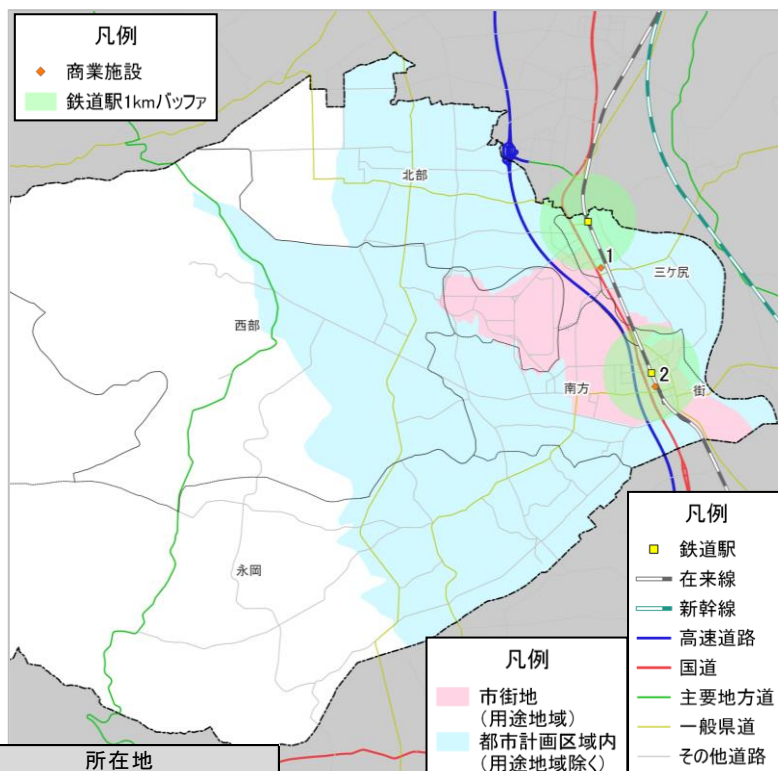 凡例
商業施設
鉄道駅1kmバッファ
北部
1
三ケ尻
西部
2
南方
街
永岡
凡例
鉄道駅
在来線
新幹線
高速道路
国道
主要地方道
一般県道
その他道路
凡例
市街地
(用途地域)
都市計画区域内
(用途地域除く)
所在地